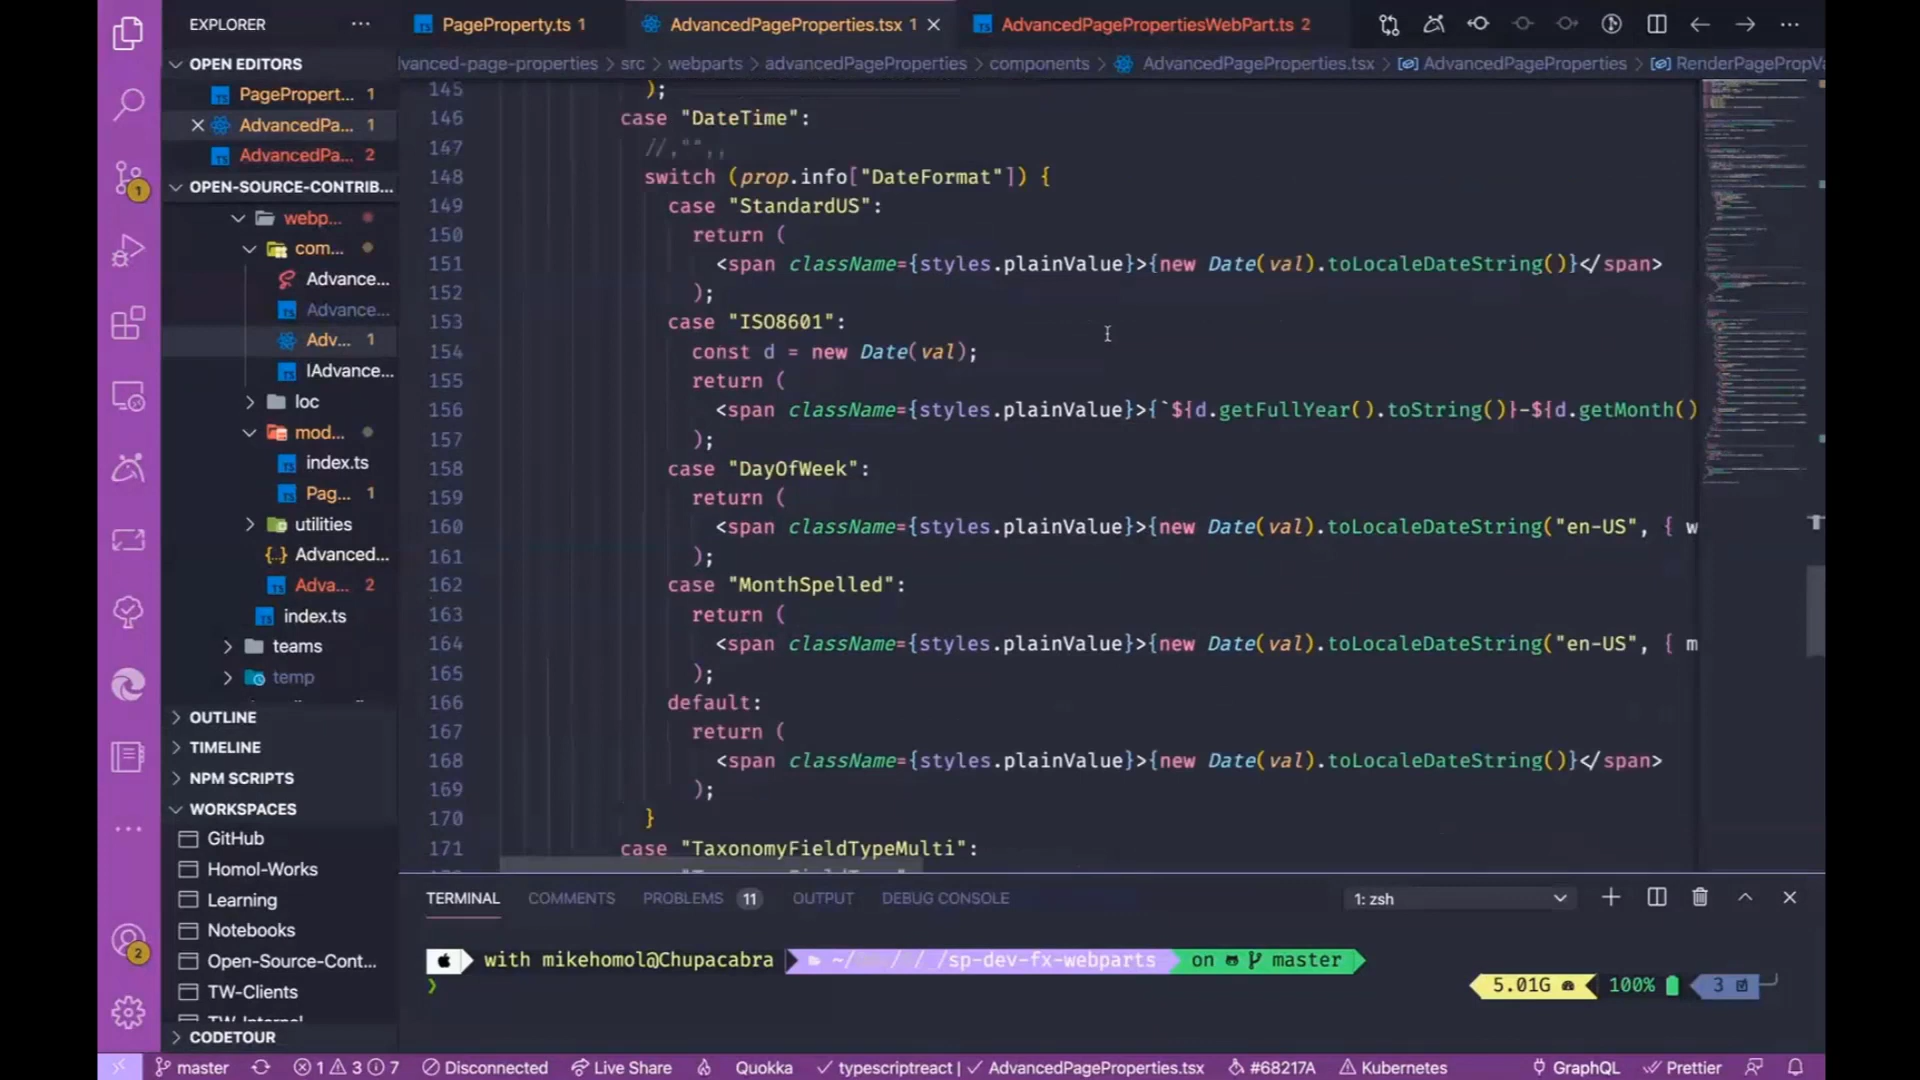 EXPLORER
PageProperty.ts 1
AdvancedPageProperties.tsx 1
AdvancedPagePropertiesWebPart.ts 2
OPEN EDITORS
PagePropert... 1
AdvancedPa... 1
AdvancedPa... 2
OPEN-SOURCE-CONTRIB...
webp...
com...
Advance...
Advance...
Adv... 1
IAdvance...
loc
mod...
index.ts
Pag... 1
utilities
Advanced...
Adva... 2
index.ts
teams
temp
OUTLINE
TIMELINE
NPM SCRIPTS
WORKSPACES
GitHub
Homol-Works
Learning
Notebooks
Open-Source-Cont...
TW-Clients
TW-Internal
CODETOUR
dvanced-page-properties > src > webparts > advancedPageProperties > components > AdvancedPageProperties.tsx > AdvancedPageProperties > RenderPagePropVa
145 );
146 case "DateTime":
147 //,"",,
148 switch (prop.info["DateFormat"]) {
149 case "StandardUS":
150 return (
151 <span className={styles.plainValue}>{new Date(val).toLocaleDateString()}</span>
152 );
153 case "ISO8601":
154 const d = new Date(val);
155 return (
156 <span className={styles.plainValue}>{`${d.getFullYear().toString()}-${d.getMonth()
157 );
158 case "DayOfWeek":
159 return (
160 <span className={styles.plainValue}>{new Date(val).toLocaleDateString("en-US", { w
161 );
162 case "MonthSpelled":
163 return (
164 <span className={styles.plainValue}>{new Date(val).toLocaleDateString("en-US", { m
165 );
166 default:
167 return (
168 <span className={styles.plainValue}>{new Date(val).toLocaleDateString()}</span>
169 );
170 }
171 case "TaxonomyFieldTypeMulti":
TERMINAL COMMENTS PROBLEMS 11 OUTPUT DEBUG CONSOLE 1: zsh
with mikehomol@Chupacabra ~/ / /sp-dev-fx-webparts on master
❯ 5.01G 100% 3
2
1
master 1 3 7 Disconnected Live Share Quokka typescriptreact | AdvancedPageProperties.tsx #68217A Kubernetes GraphQL Prettier